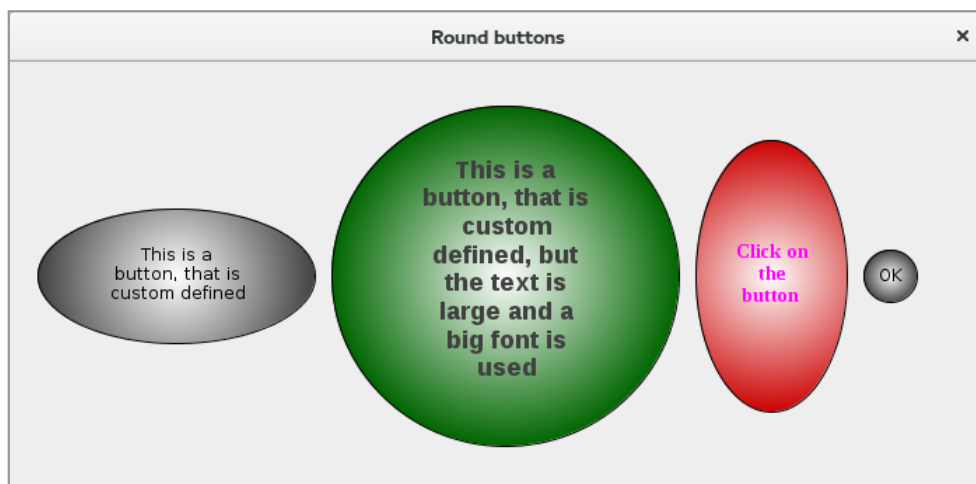 Round buttons
This is a
button, that is
custom defined
This is a
button, that is
custom
defined, but
the text is
large and a
big font is
used
Click on
the
button
OK